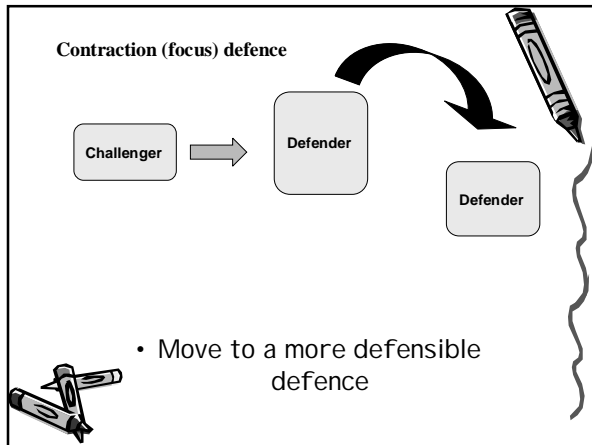 Contraction (focus) defence
Challenger
Defender
Defender
• Move to a more defensible
defence